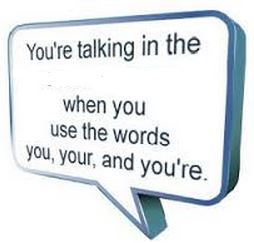 You're talking in the
when you
use the words
you, your, and you're.